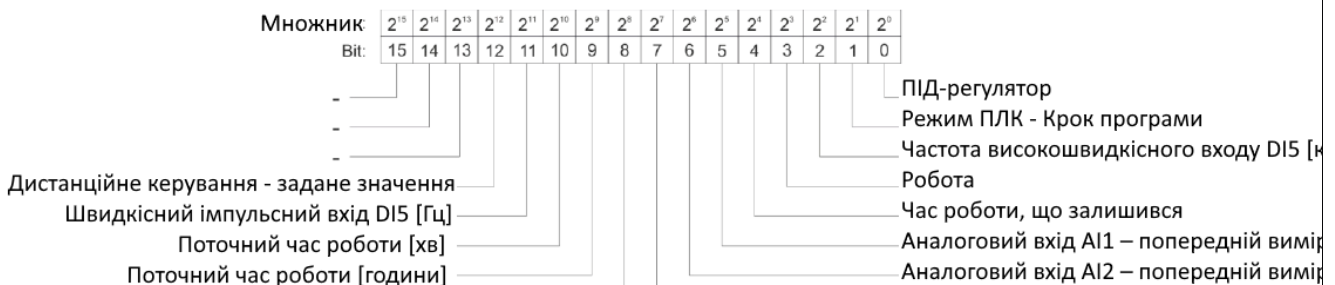 Множник: 2¹⁵ 2¹⁴ 2¹³ 2¹² 2¹¹ 2¹⁰ 2⁹ 2⁸ 2⁷ 2⁶ 2⁵ 2⁴ 2³ 2² 2¹ 2⁰
Bit: 15 14 13 12 11 10 9 8 7 6 5 4 3 2 1 0
-
-
-
Дистанційне керування - задане значення
Швидкісний імпульсний вхід DI5 [Гц]
Поточний час роботи [хв]
Поточний час роботи [години]
ПІД-регулятор
Режим ПЛК - Крок програми
Частота високошвидкісного входу DI5 [к
Робота
Час роботи, що залишився
Аналоговий вхід AI1 – попередній вимір
Аналоговий вхід AI2 – попередній вимір